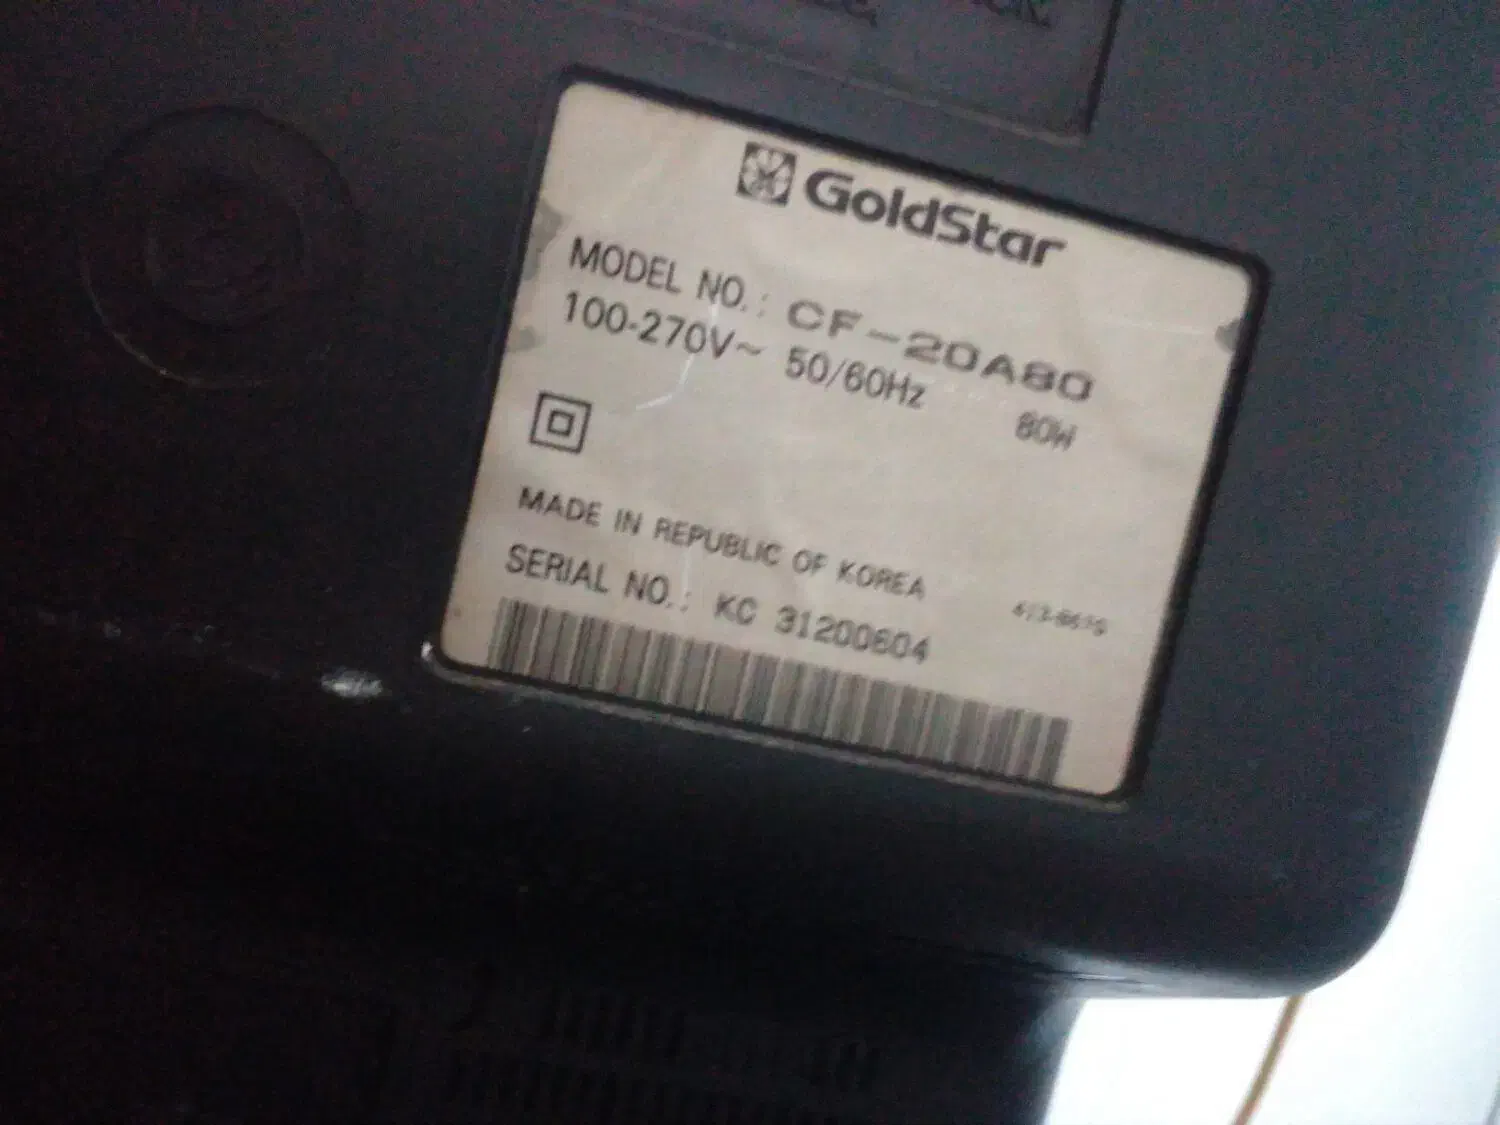 GoldStar
MODEL NO.: CF-20A80
100-270V~ 50/60Hz 80W
MADE IN REPUBLIC OF KOREA
SERIAL NO.: KC 31200604